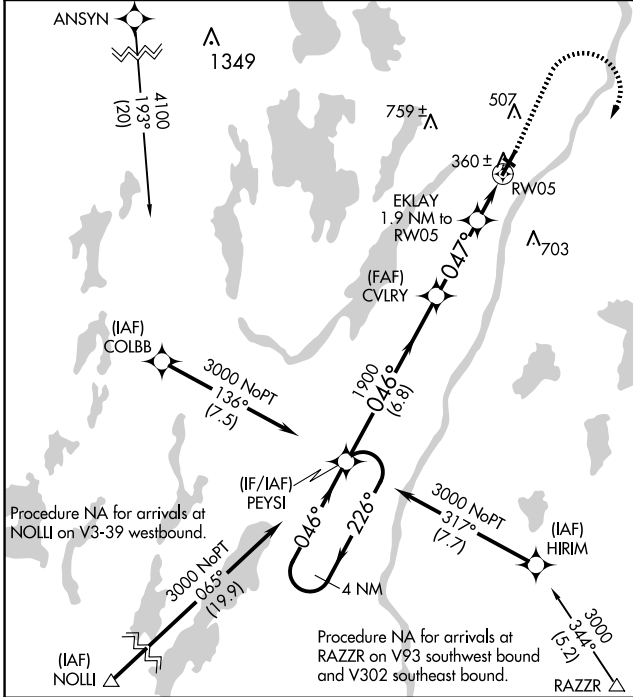 ANSYN
1349
4100
193°
(20)
759 ±
507
360 ±
RW05
EKLAY
1.9 NM to
RW05
703
047°
(FAF)
CVLRY
(IAF)
COLBB
3000 NoPT
136°
(7.5)
1900
046°
(6.8)
(IF/IAF)
PEYSI
Procedure NA for arrivals at
NOLLI on V3-39 westbound.
046°
226°
3000 NoPT
317°
(7.7)
(IAF)
HIRIM
3000 NoPT
065°
(19.9)
4 NM
3000
344°
(5.2)
Procedure NA for arrivals at
RAZZR on V93 southwest bound
and V302 southeast bound.
(IAF)
NOLLI
RAZZR